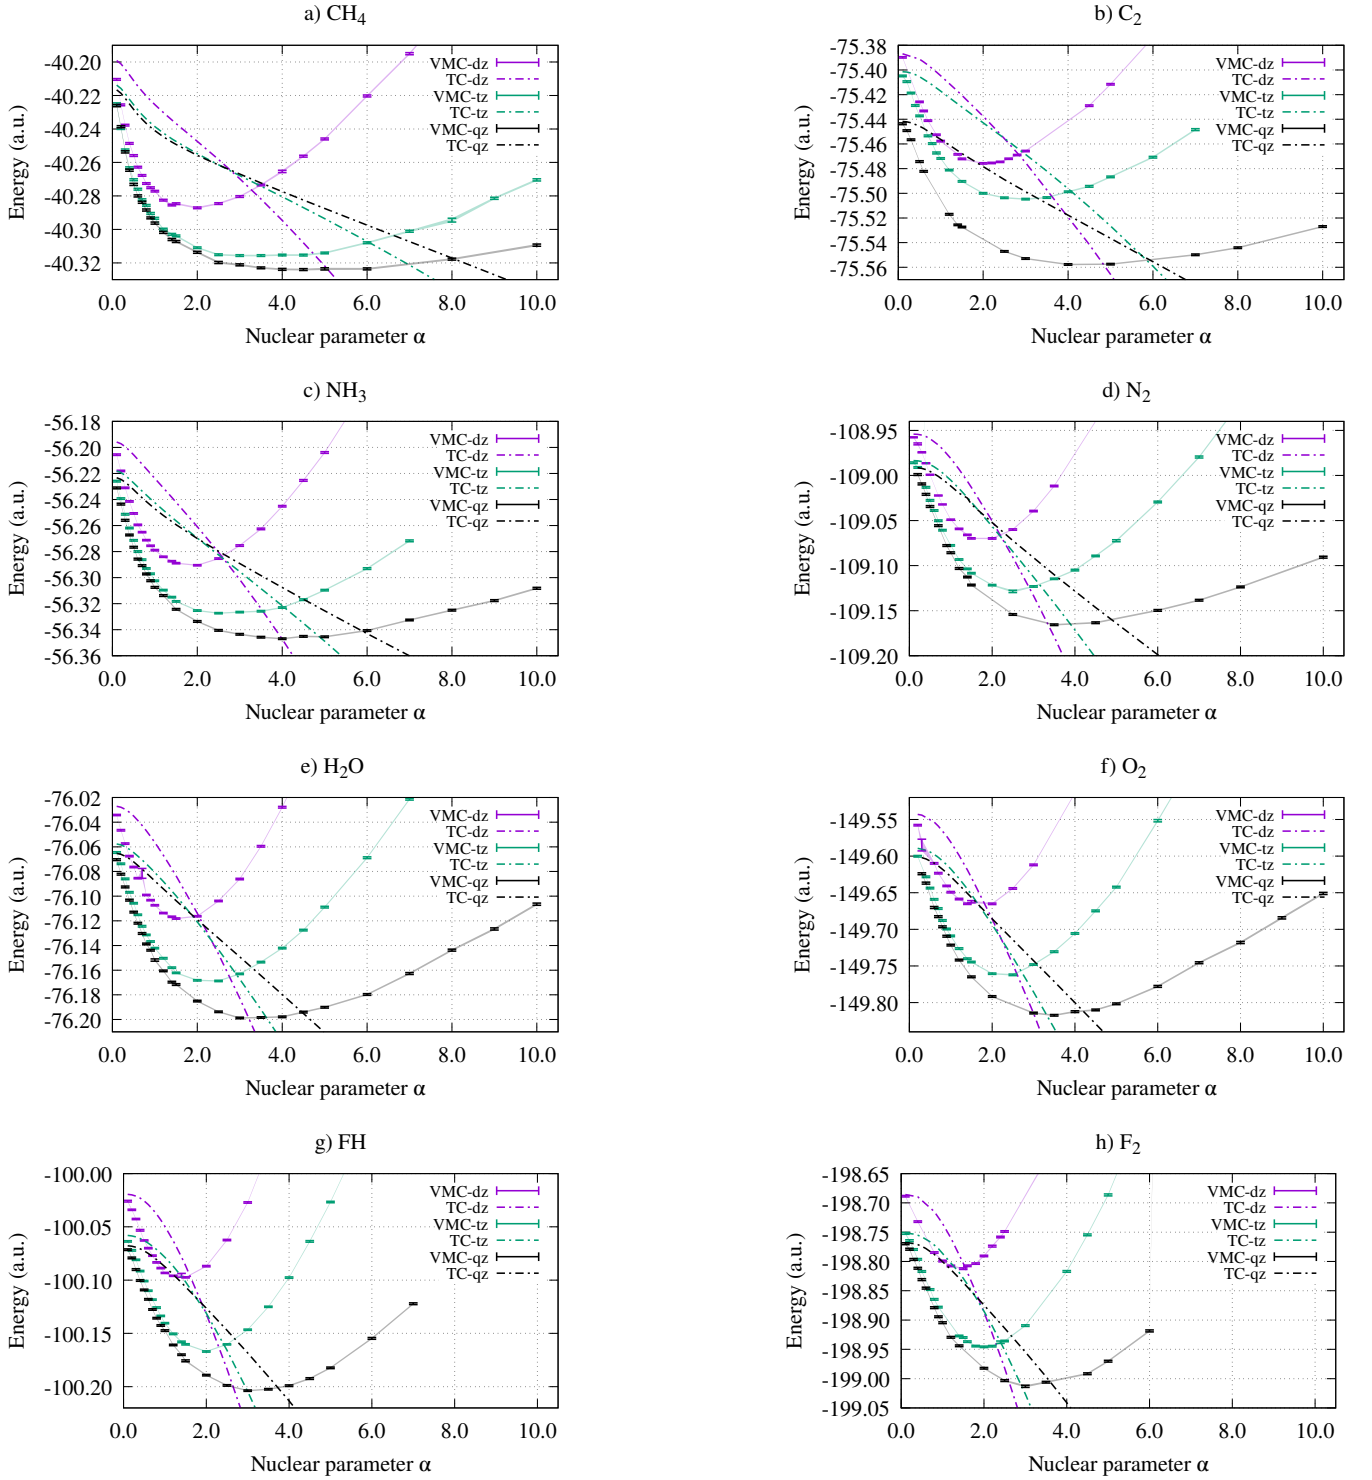 a) CH4
-40.20
-40.22
-40.24
-40.26
-40.28
-40.30
-40.32
0.0 2.0 4.0 6.0 8.0 10.0
Energy (a.u.)
Nuclear parameter α
VMC-dz
TC-dz
VMC-tz
TC-tz
VMC-qz
TC-qz
b) C2
-75.38
-75.40
-75.42
-75.44
-75.46
-75.48
-75.50
-75.52
-75.54
-75.56
0.0 2.0 4.0 6.0 8.0 10.0
Energy (a.u.)
Nuclear parameter α
VMC-dz
TC-dz
VMC-tz
TC-tz
VMC-qz
TC-qz
c) NH3
-56.18
-56.20
-56.22
-56.24
-56.26
-56.28
-56.30
-56.32
-56.34
-56.36
0.0 2.0 4.0 6.0 8.0 10.0
Energy (a.u.)
Nuclear parameter α
VMC-dz
TC-dz
VMC-tz
TC-tz
VMC-qz
TC-qz
d) N2
-108.95
-109.00
-109.05
-109.10
-109.15
-109.20
0.0 2.0 4.0 6.0 8.0 10.0
Energy (a.u.)
Nuclear parameter α
VMC-dz
TC-dz
VMC-tz
TC-tz
VMC-qz
TC-qz
e) H2O
-76.02
-76.04
-76.06
-76.08
-76.10
-76.12
-76.14
-76.16
-76.18
-76.20
0.0 2.0 4.0 6.0 8.0 10.0
Energy (a.u.)
Nuclear parameter α
VMC-dz
TC-dz
VMC-tz
TC-tz
VMC-qz
TC-qz
f) O2
-149.55
-149.60
-149.65
-149.70
-149.75
-149.80
0.0 2.0 4.0 6.0 8.0 10.0
Energy (a.u.)
Nuclear parameter α
VMC-dz
TC-dz
VMC-tz
TC-tz
VMC-qz
TC-qz
g) FH
-100.00
-100.05
-100.10
-100.15
-100.20
0.0 2.0 4.0 6.0 8.0 10.0
Energy (a.u.)
Nuclear parameter α
VMC-dz
TC-dz
VMC-tz
TC-tz
VMC-qz
TC-qz
h) F2
-198.65
-198.70
-198.75
-198.80
-198.85
-198.90
-198.95
-199.00
-199.05
0.0 2.0 4.0 6.0 8.0 10.0
Energy (a.u.)
Nuclear parameter α
VMC-dz
TC-dz
VMC-tz
TC-tz
VMC-qz
TC-qz